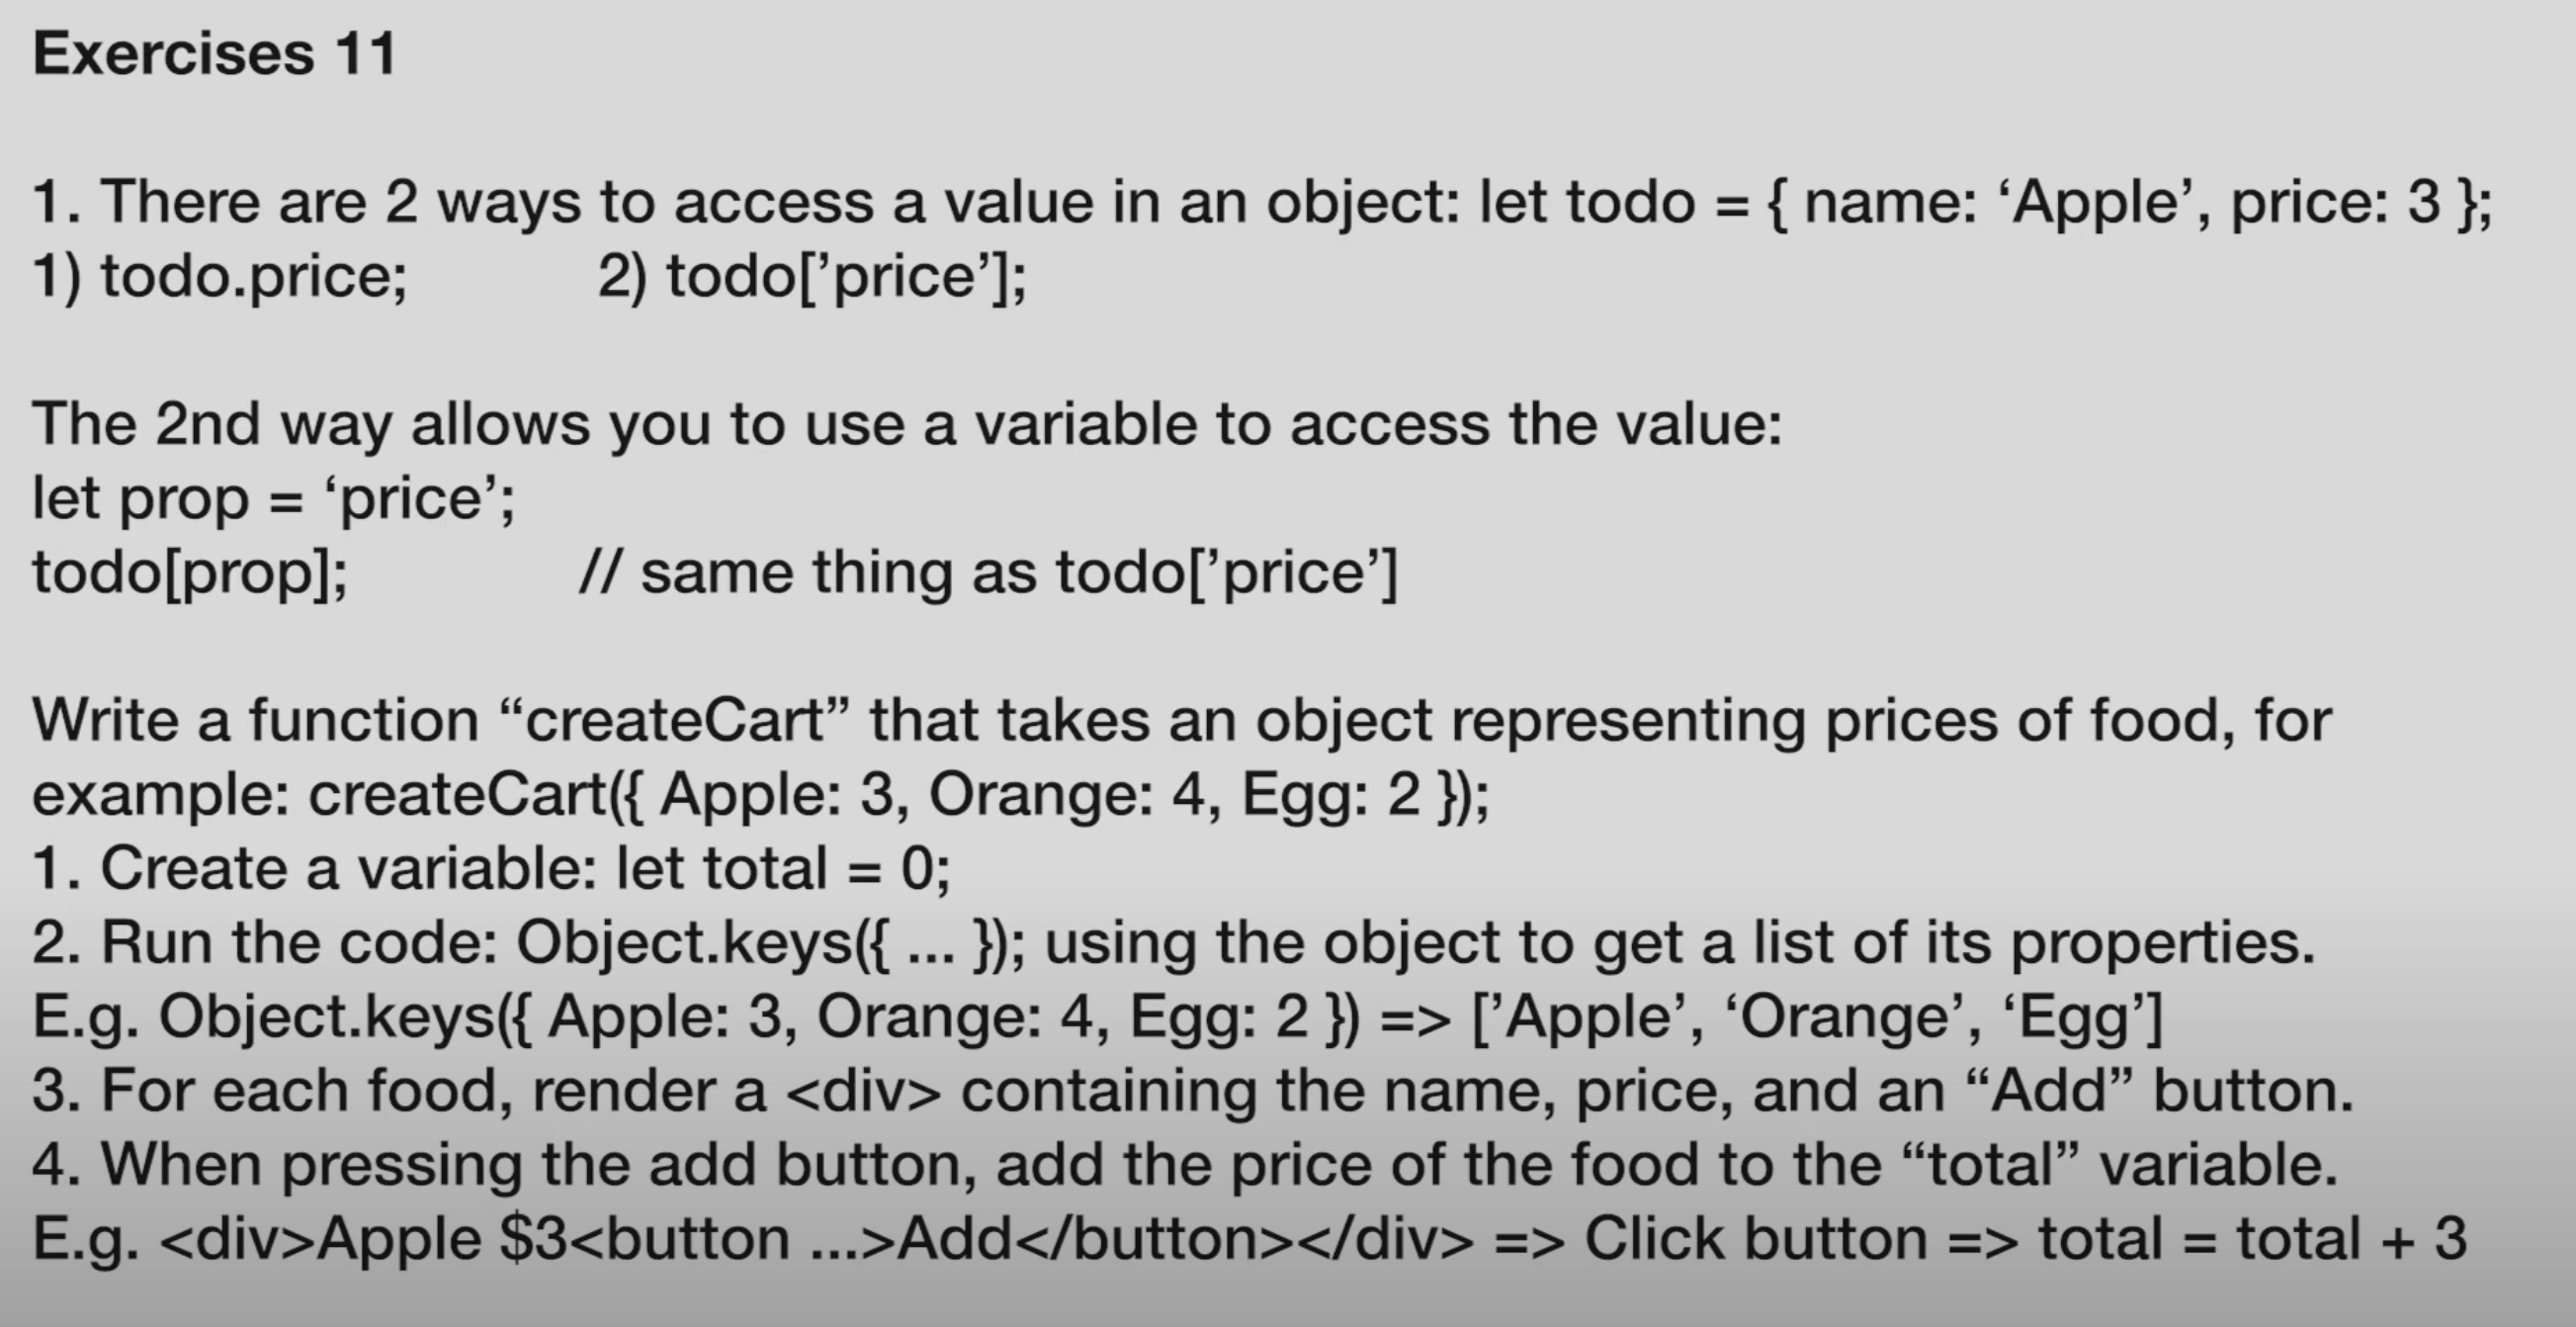 Exercises 11
1. There are 2 ways to access a value in an object: let todo = { name: ‘Apple’, price: 3 };
1) todo.price; 2) todo[’price’];
The 2nd way allows you to use a variable to access the value:
let prop = ‘price’;
todo[prop]; // same thing as todo[’price’]
Write a function “createCart” that takes an object representing prices of food, for
example: createCart({ Apple: 3, Orange: 4, Egg: 2 });
1. Create a variable: let total = 0;
2. Run the code: Object.keys({ ... }); using the object to get a list of its properties.
E.g. Object.keys({ Apple: 3, Orange: 4, Egg: 2 }) => [’Apple’, ‘Orange’, ‘Egg’]
3. For each food, render a <div> containing the name, price, and an “Add” button.
4. When pressing the add button, add the price of the food to the “total” variable.
E.g. <div>Apple $3<button ...>Add</button></div> => Click button => total = total + 3